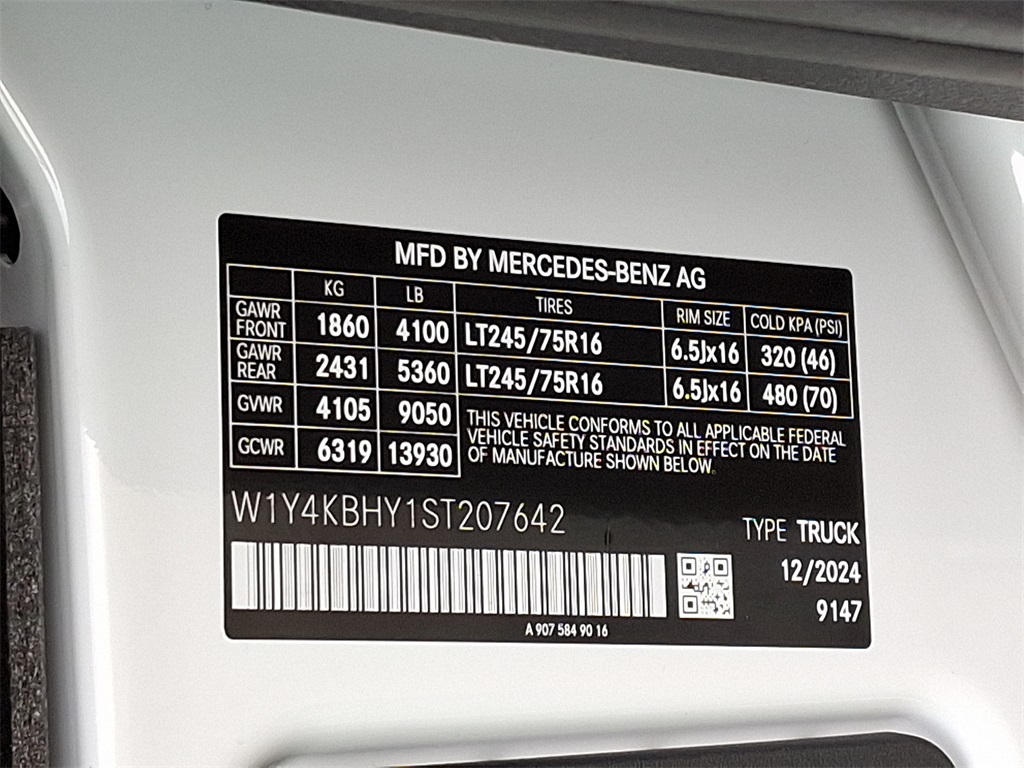 MFD BY MERCEDES-BENZ AG
KG LB TIRES RIM SIZE COLD KPA (PSI)
GAWR FRONT 1860 4100 LT245/75R16 6.5Jx16 320 (46)
GAWR REAR 2431 5360 LT245/75R16 6.5Jx16 480 (70)
GVWR 4105 9050
GCWR 6319 13930
THIS VEHICLE CONFORMS TO ALL APPLICABLE FEDERAL
VEHICLE SAFETY STANDARDS IN EFFECT ON THE DATE
OF MANUFACTURE SHOWN BELOW.
W1Y4KBHY1ST207642
TYPE TRUCK
12/2024
9147
A 907 584 90 16